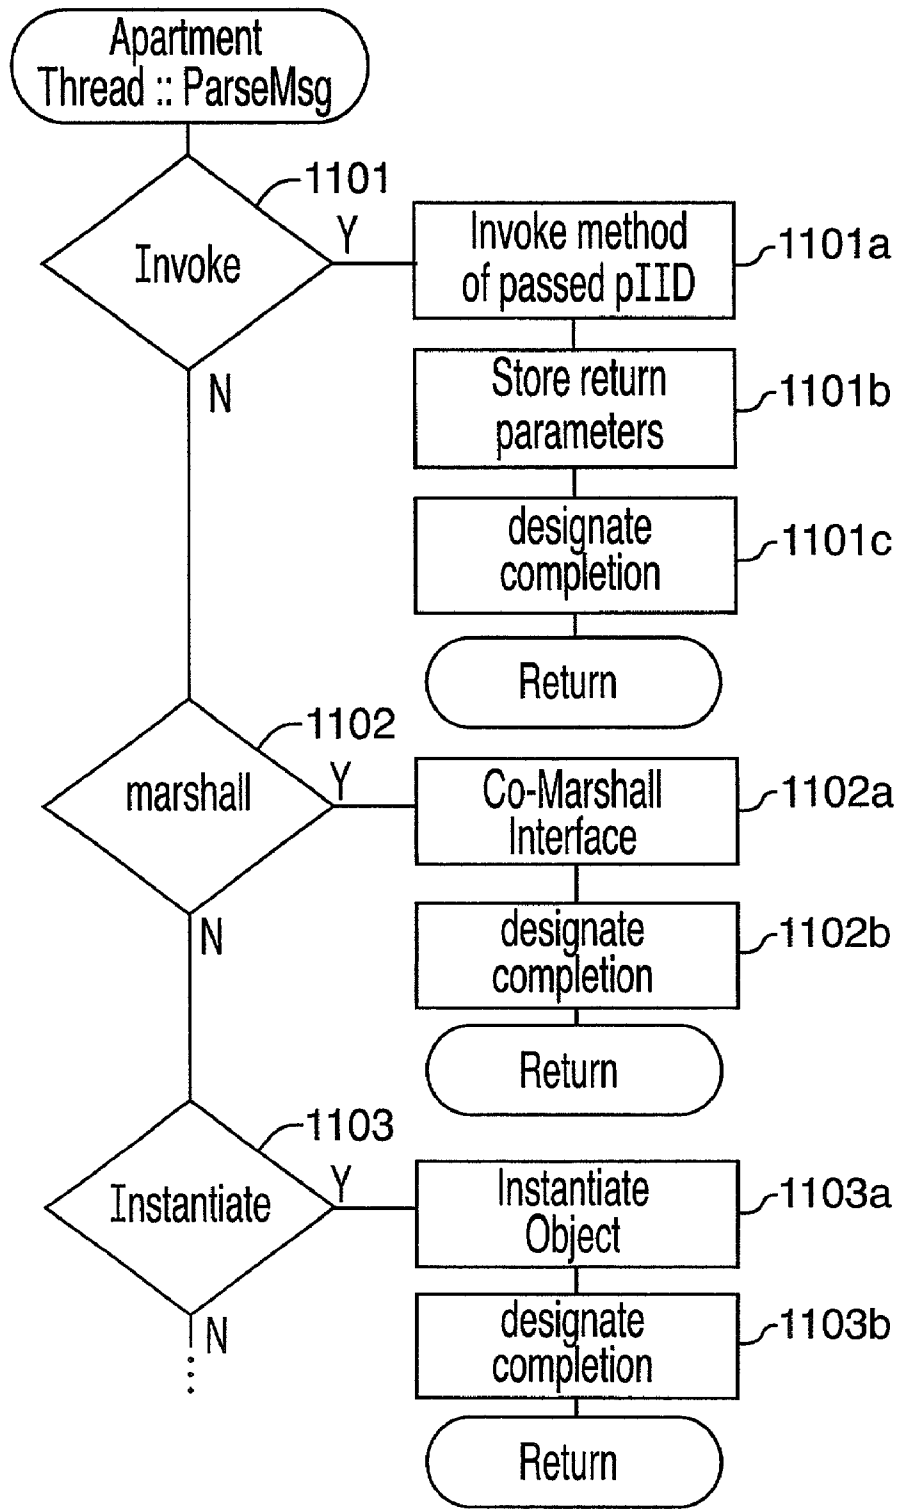 Apartment
Thread :: ParseMsg
1101
Invoke
Y
N
Invoke method
of passed pIID
1101a
Store return
parameters
1101b
designate
completion
1101c
Return
1102
marshall
Y
N
Co-Marshall
Interface
1102a
designate
completion
1102b
Return
1103
Instantiate
Y
N
Instantiate
Object
1103a
designate
completion
1103b
Return